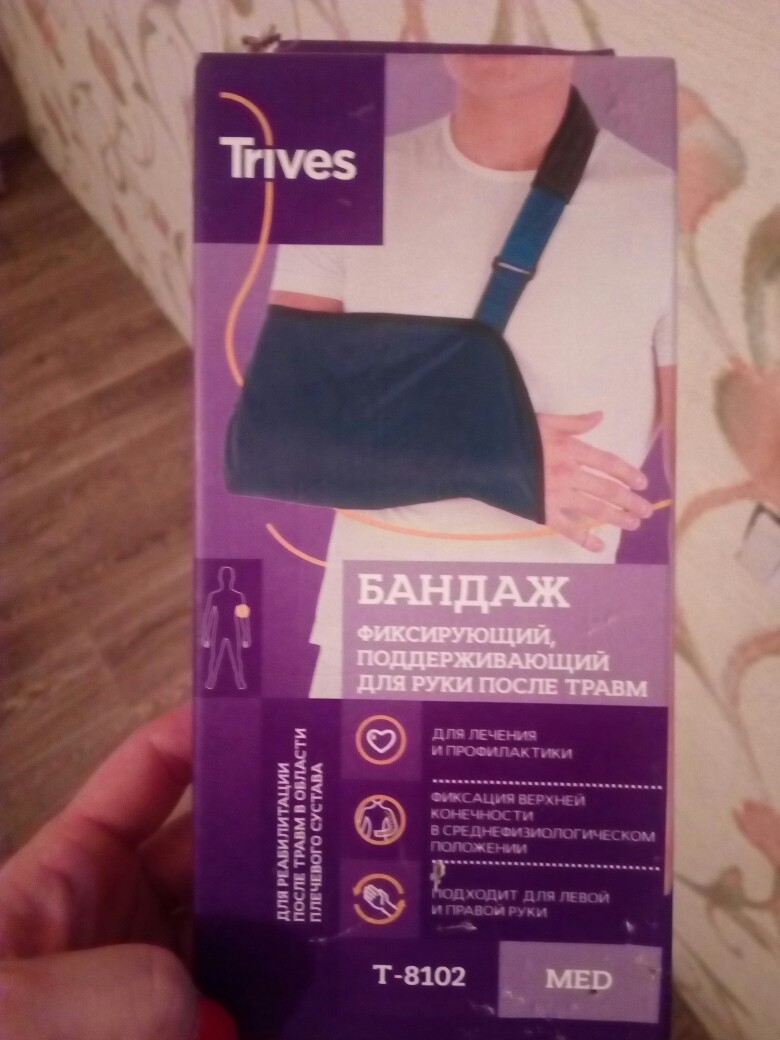 Trives
БАНДАЖ
ФИКСИРУЮЩИЙ,
ПОДДЕРЖИВАЮЩИЙ
ДЛЯ РУКИ ПОСЛЕ ТРАВМ
ДЛЯ РЕАБИЛИТАЦИИ
ПОСЛЕ ТРАВМ В ОБЛАСТИ
ПЛЕЧЕВОГО СУСТАВА
ДЛЯ ЛЕЧЕНИЯ
И ПРОФИЛАКТИКИ
ФИКСАЦИЯ ВЕРХНЕЙ
КОНЕЧНОСТИ
В СРЕДНЕФИЗИОЛОГИЧЕСКОМ
ПОЛОЖЕНИИ
ПОДХОДИТ ДЛЯ ЛЕВОЙ
И ПРАВОЙ РУКИ
Т-8102
MED